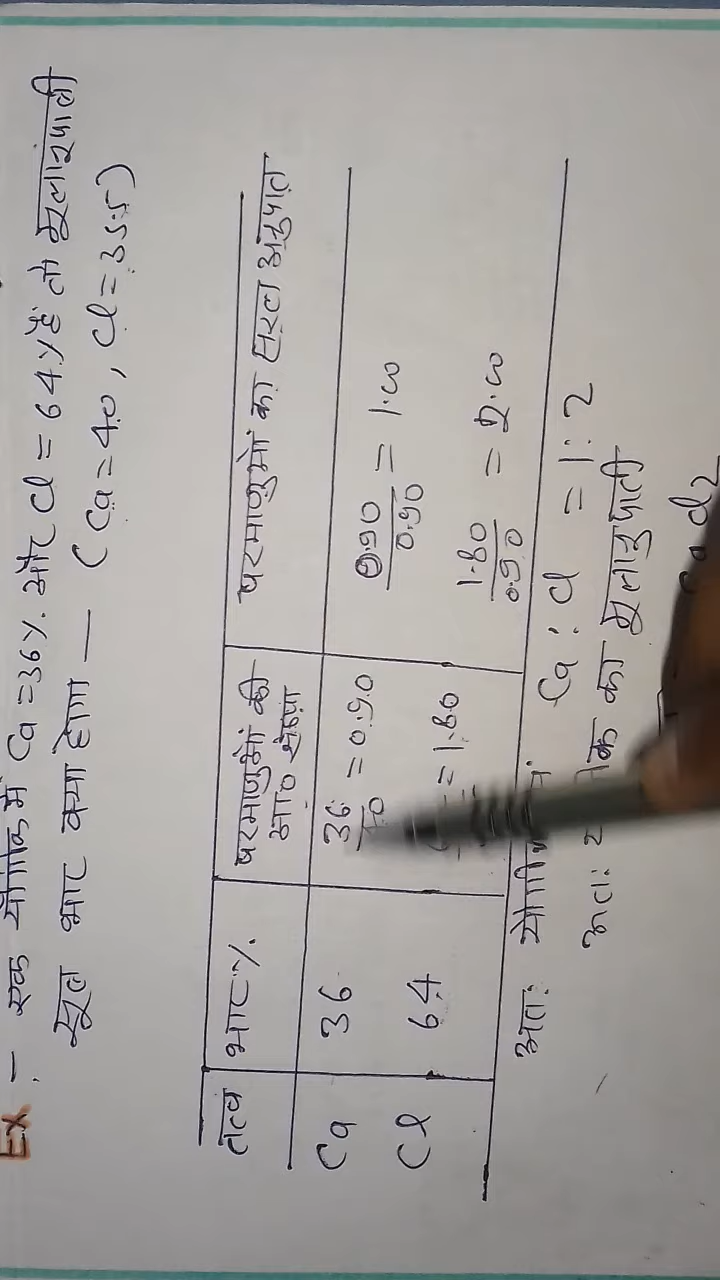 Ex :- एक यौगिक में Ca = 36%. और Cl = 64% है तो मूलानुपाती
सूत्र भार क्या होगा — (Ca = 40, Cl = 35.5)
तत्व भार% परमाणुओं की परमाणुओं का सरल अनुपात
सा० संख्या
Ca 36 36/40 = 0.90 0.90/0.90 = 1.00
Cl 64 = 1.80 1.80/0.90 = 2.00
अतः Ca : Cl = 1 : 2
अतः का मूलानुपाती